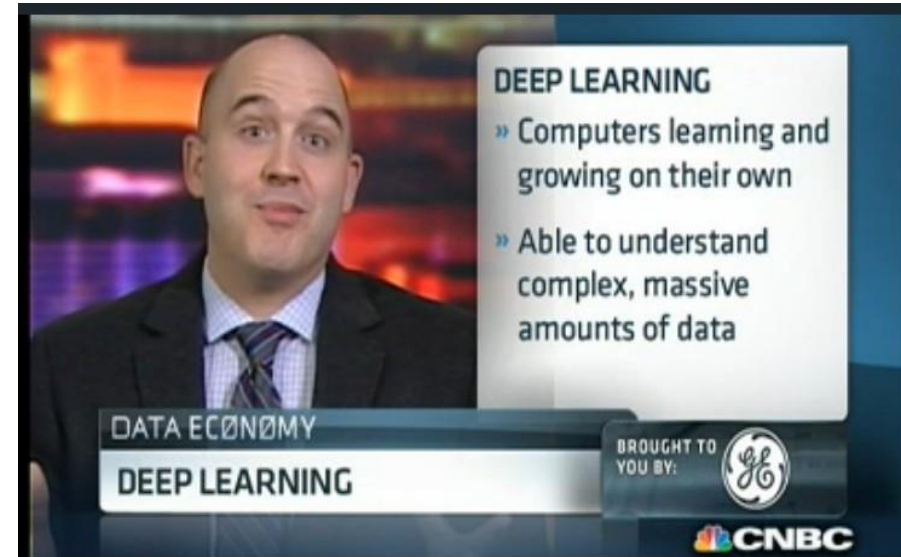 DEEP LEARNING
» Computers learning and
growing on their own
» Able to understand
complex, massive
amounts of data
DATA ECØNØMY
DEEP LEARNING
BROUGHT TO
YOU BY:
GE
CNBC